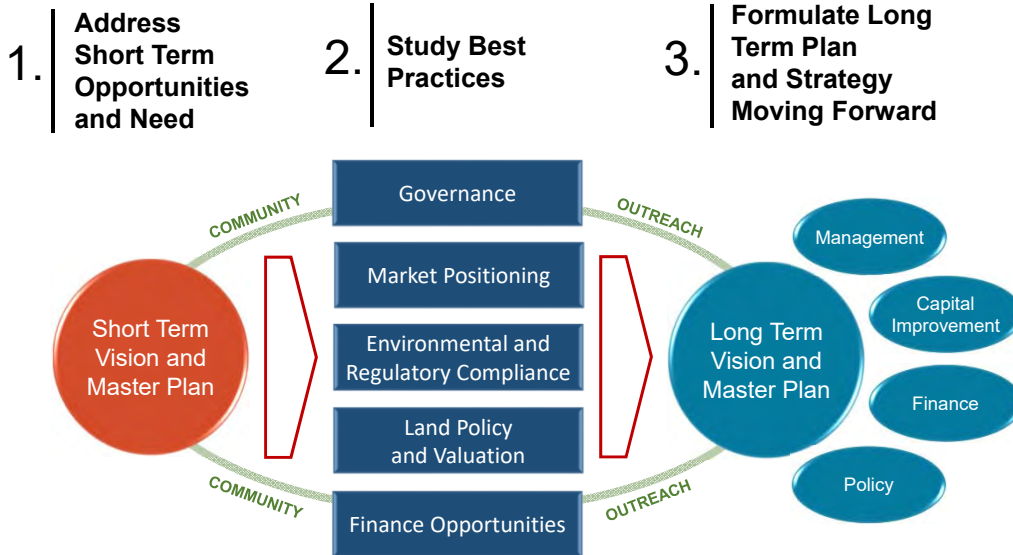 1.
Address
Short Term
Opportunities
and Need
2.
Study Best
Practices
3.
Formulate Long
Term Plan
and Strategy
Moving Forward
COMMUNITY
Governance
OUTREACH
Short Term
Vision and
Master Plan
Market Positioning
Environmental and
Regulatory Compliance
Land Policy
and Valuation
Finance Opportunities
COMMUNITY
OUTREACH
Long Term
Vision and
Master Plan
Management
Capital
Improvement
Finance
Policy